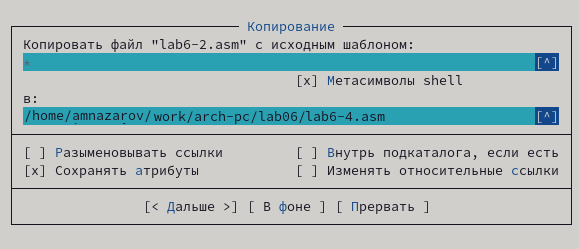 Копирование
Копировать файл "lab6-2.asm" с исходным шаблоном:
* [^]
[x] Метасимволы shell
в:
/home/amnazarov/work/arch-pc/lab06/lab6-4.asm [^]
[ ] Разыменовывать ссылки [ ] Внутрь подкаталога, если есть
[x] Сохранять атрибуты [ ] Изменять относительные ссылки
[< Дальше >] [ В фоне ] [ Прервать ]